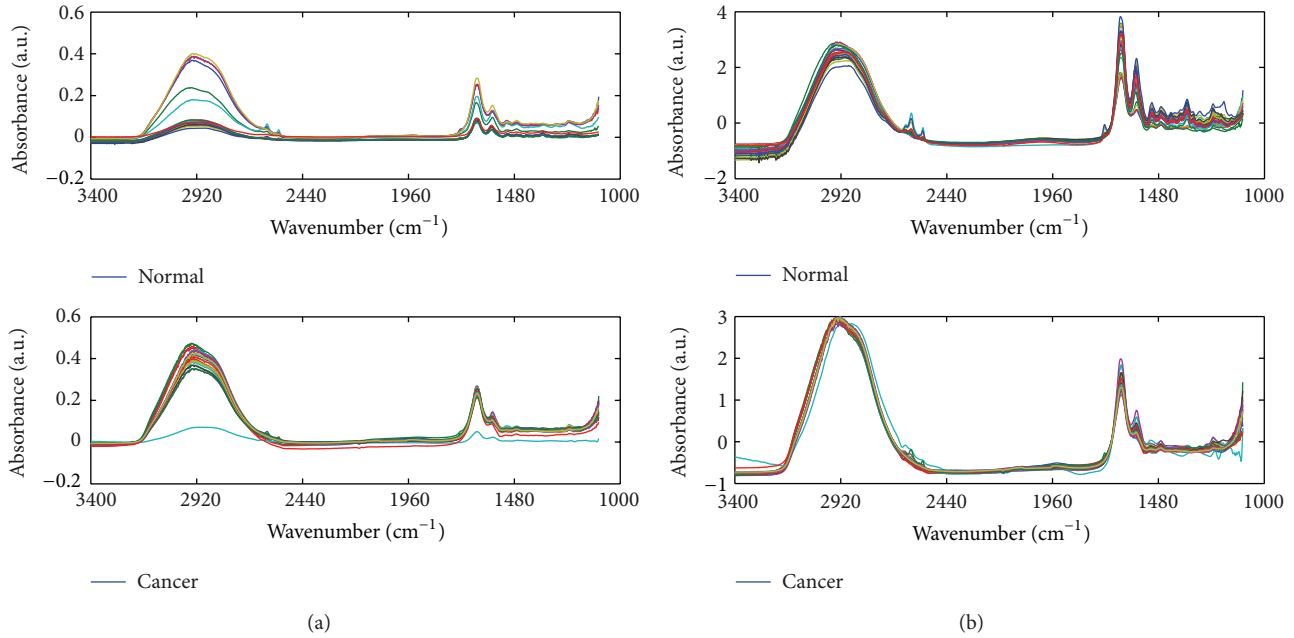 0.6
0.4
0.2
0
−0.2
Absorbance (a.u.)
3400 2920 2440 1960 1480 1000
Wavenumber (cm−1)
Normal
0.6
0.4
0.2
0
−0.2
Absorbance (a.u.)
3400 2920 2440 1960 1480 1000
Wavenumber (cm−1)
Cancer
(a)
4
2
0
−2
Absorbance (a.u.)
3400 2920 2440 1960 1480 1000
Wavenumber (cm−1)
Normal
3
2
1
0
−1
Absorbance (a.u.)
3400 2920 2440 1960 1480 1000
Wavenumber (cm−1)
Cancer
(b)